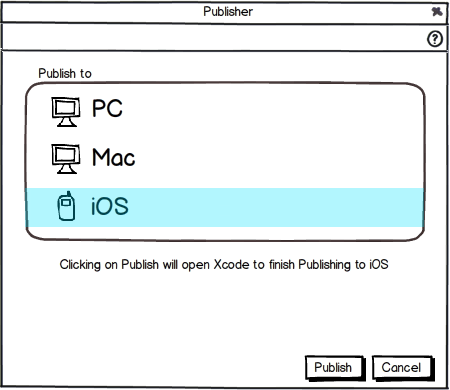 Publisher
Publish to
PC
Mac
iOS
Clicking on Publish will open Xcode to finish Publishing to iOS
Publish Cancel